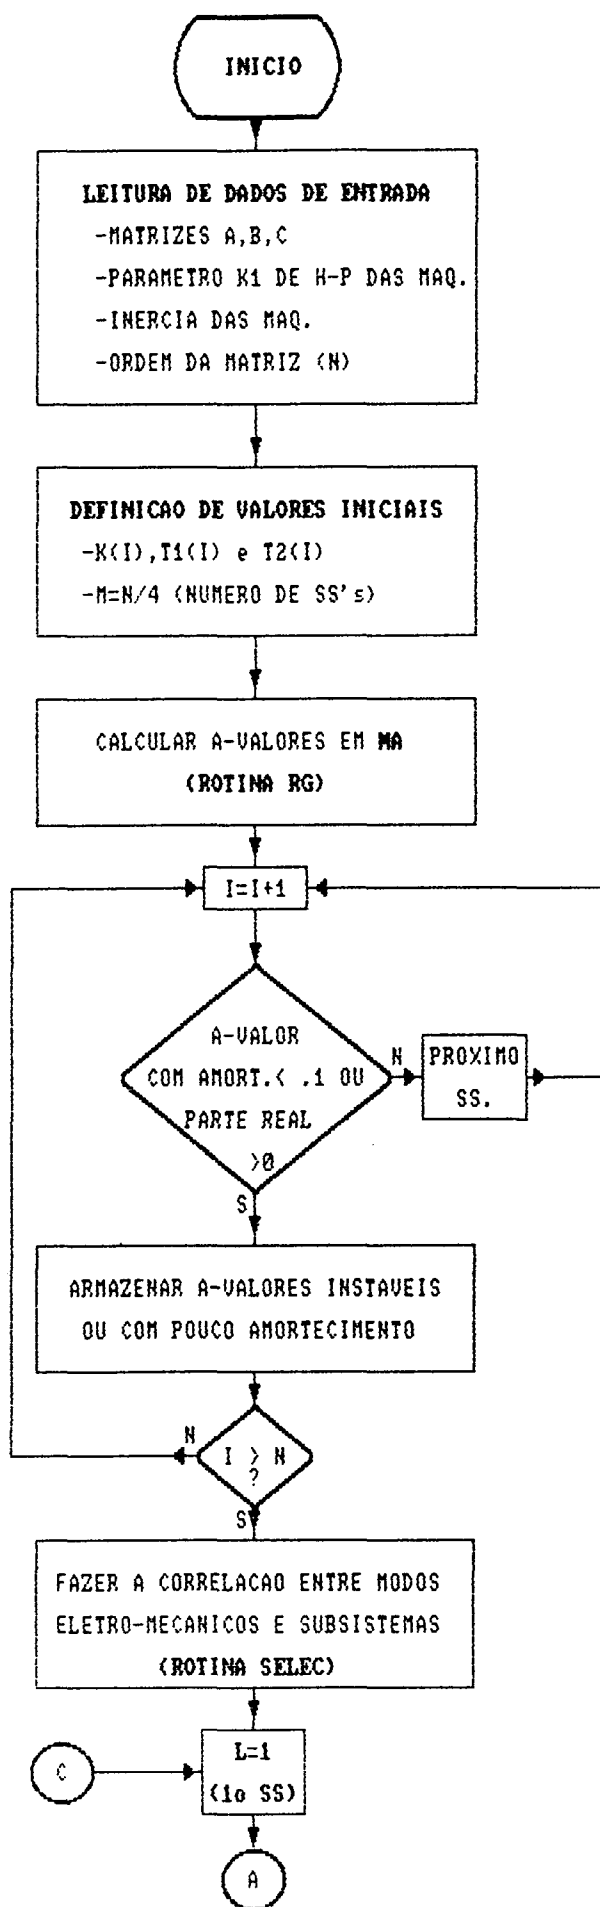 INICIO
LEITURA DE DADOS DE ENTRADA
-MATRIZES A,B,C
-PARAMETRO K1 DE H-P DAS MAQ.
-INERCIA DAS MAQ.
-ORDEM DA MATRIZ (N)
DEFINICAO DE VALORES INICIAIS
-K(I),T1(I) e T2(I)
-M=N/4 (NUMERO DE SS's)
CALCULAR A-VALORES EM MA
(ROTINA RG)
I=I+1
A-VALOR
COM AMORT.< .1 OU
PARTE REAL
>0
N
PROXIMO
SS.
S
ARMAZENAR A-VALORES INSTAVEIS
OU COM POUCO AMORTECIMENTO
N
I > N
?
S
FAZER A CORRELACAO ENTRE MODOS
ELETRO-MECANICOS E SUBSISTEMAS
(ROTINA SELEC)
C
L=1
(1o SS)
A